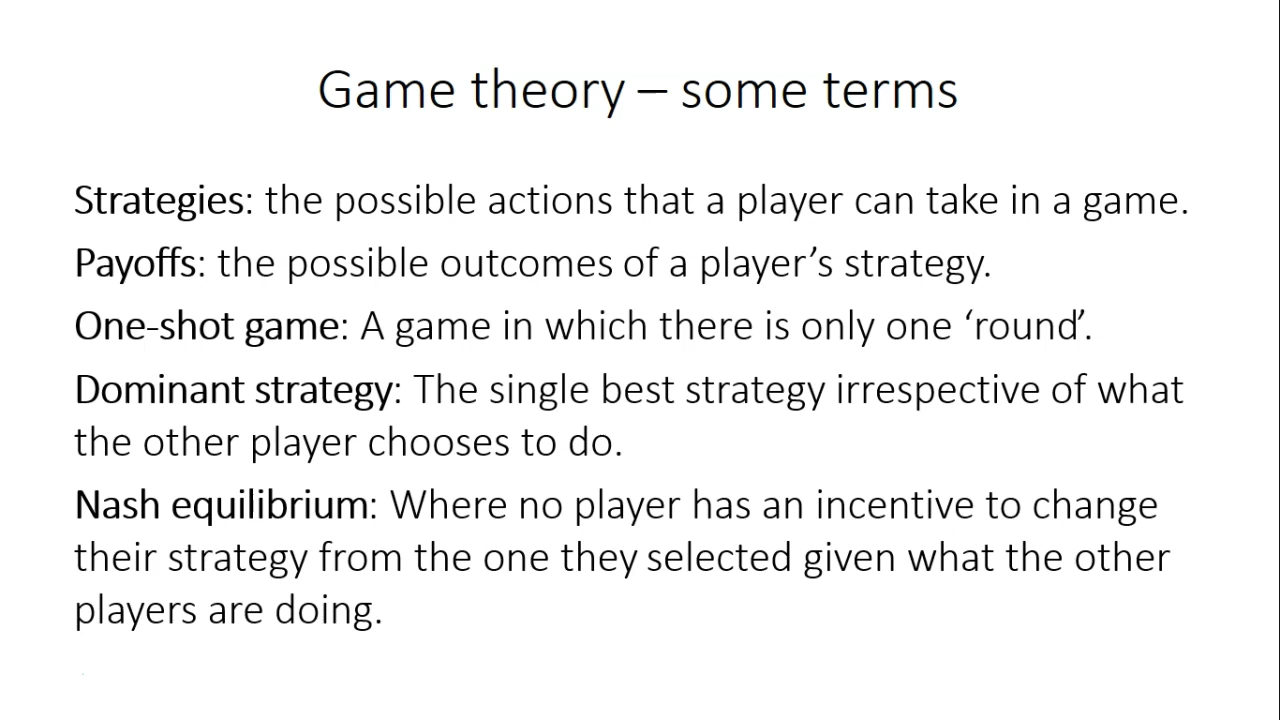 Game theory – some terms
Strategies: the possible actions that a player can take in a game.
Payoffs: the possible outcomes of a player’s strategy.
One-shot game: A game in which there is only one ‘round’.
Dominant strategy: The single best strategy irrespective of what
the other player chooses to do.
Nash equilibrium: Where no player has an incentive to change
their strategy from the one they selected given what the other
players are doing.